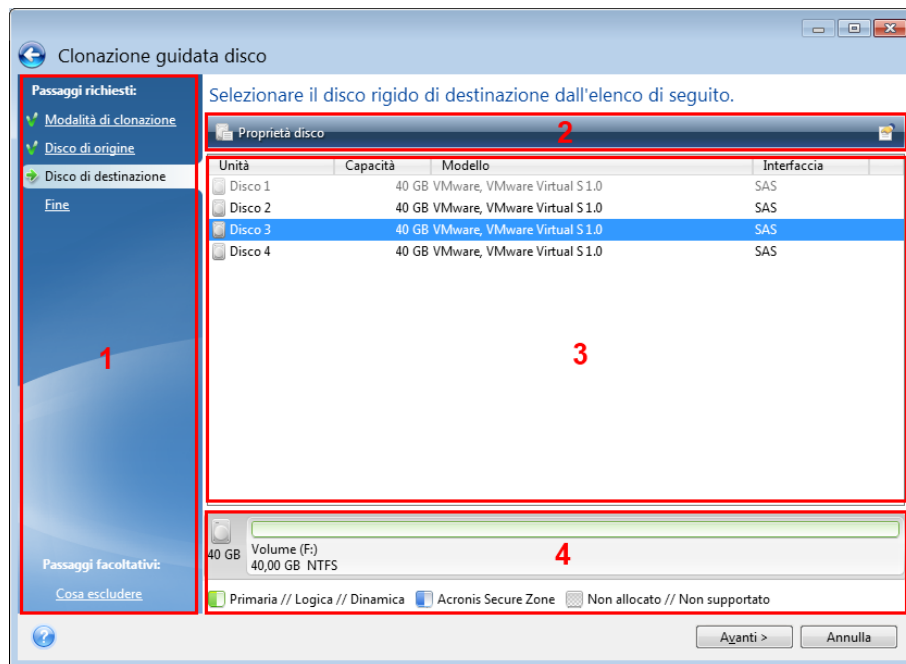 Clonazione guidata disco
Passaggi richiesti:
Modalità di clonazione
Disco di origine
Disco di destinazione
Fine
1
Passaggi facoltativi:
Cosa escludere
Selezionare il disco rigido di destinazione dall'elenco di seguito.
Proprietà disco 2
Unità Capacità Modello Interfaccia
Disco 1 40 GB VMware, VMware Virtual S 1.0 SAS
Disco 2 40 GB VMware, VMware Virtual S 1.0 SAS
Disco 3 40 GB VMware, VMware Virtual S 1.0 SAS
Disco 4 40 GB VMware, VMware Virtual S 1.0 SAS
3
40 GB Volume (F:) 4
40,00 GB NTFS
Primaria // Logica // Dinamica Acronis Secure Zone Non allocato // Non supportato
Avanti > Annulla